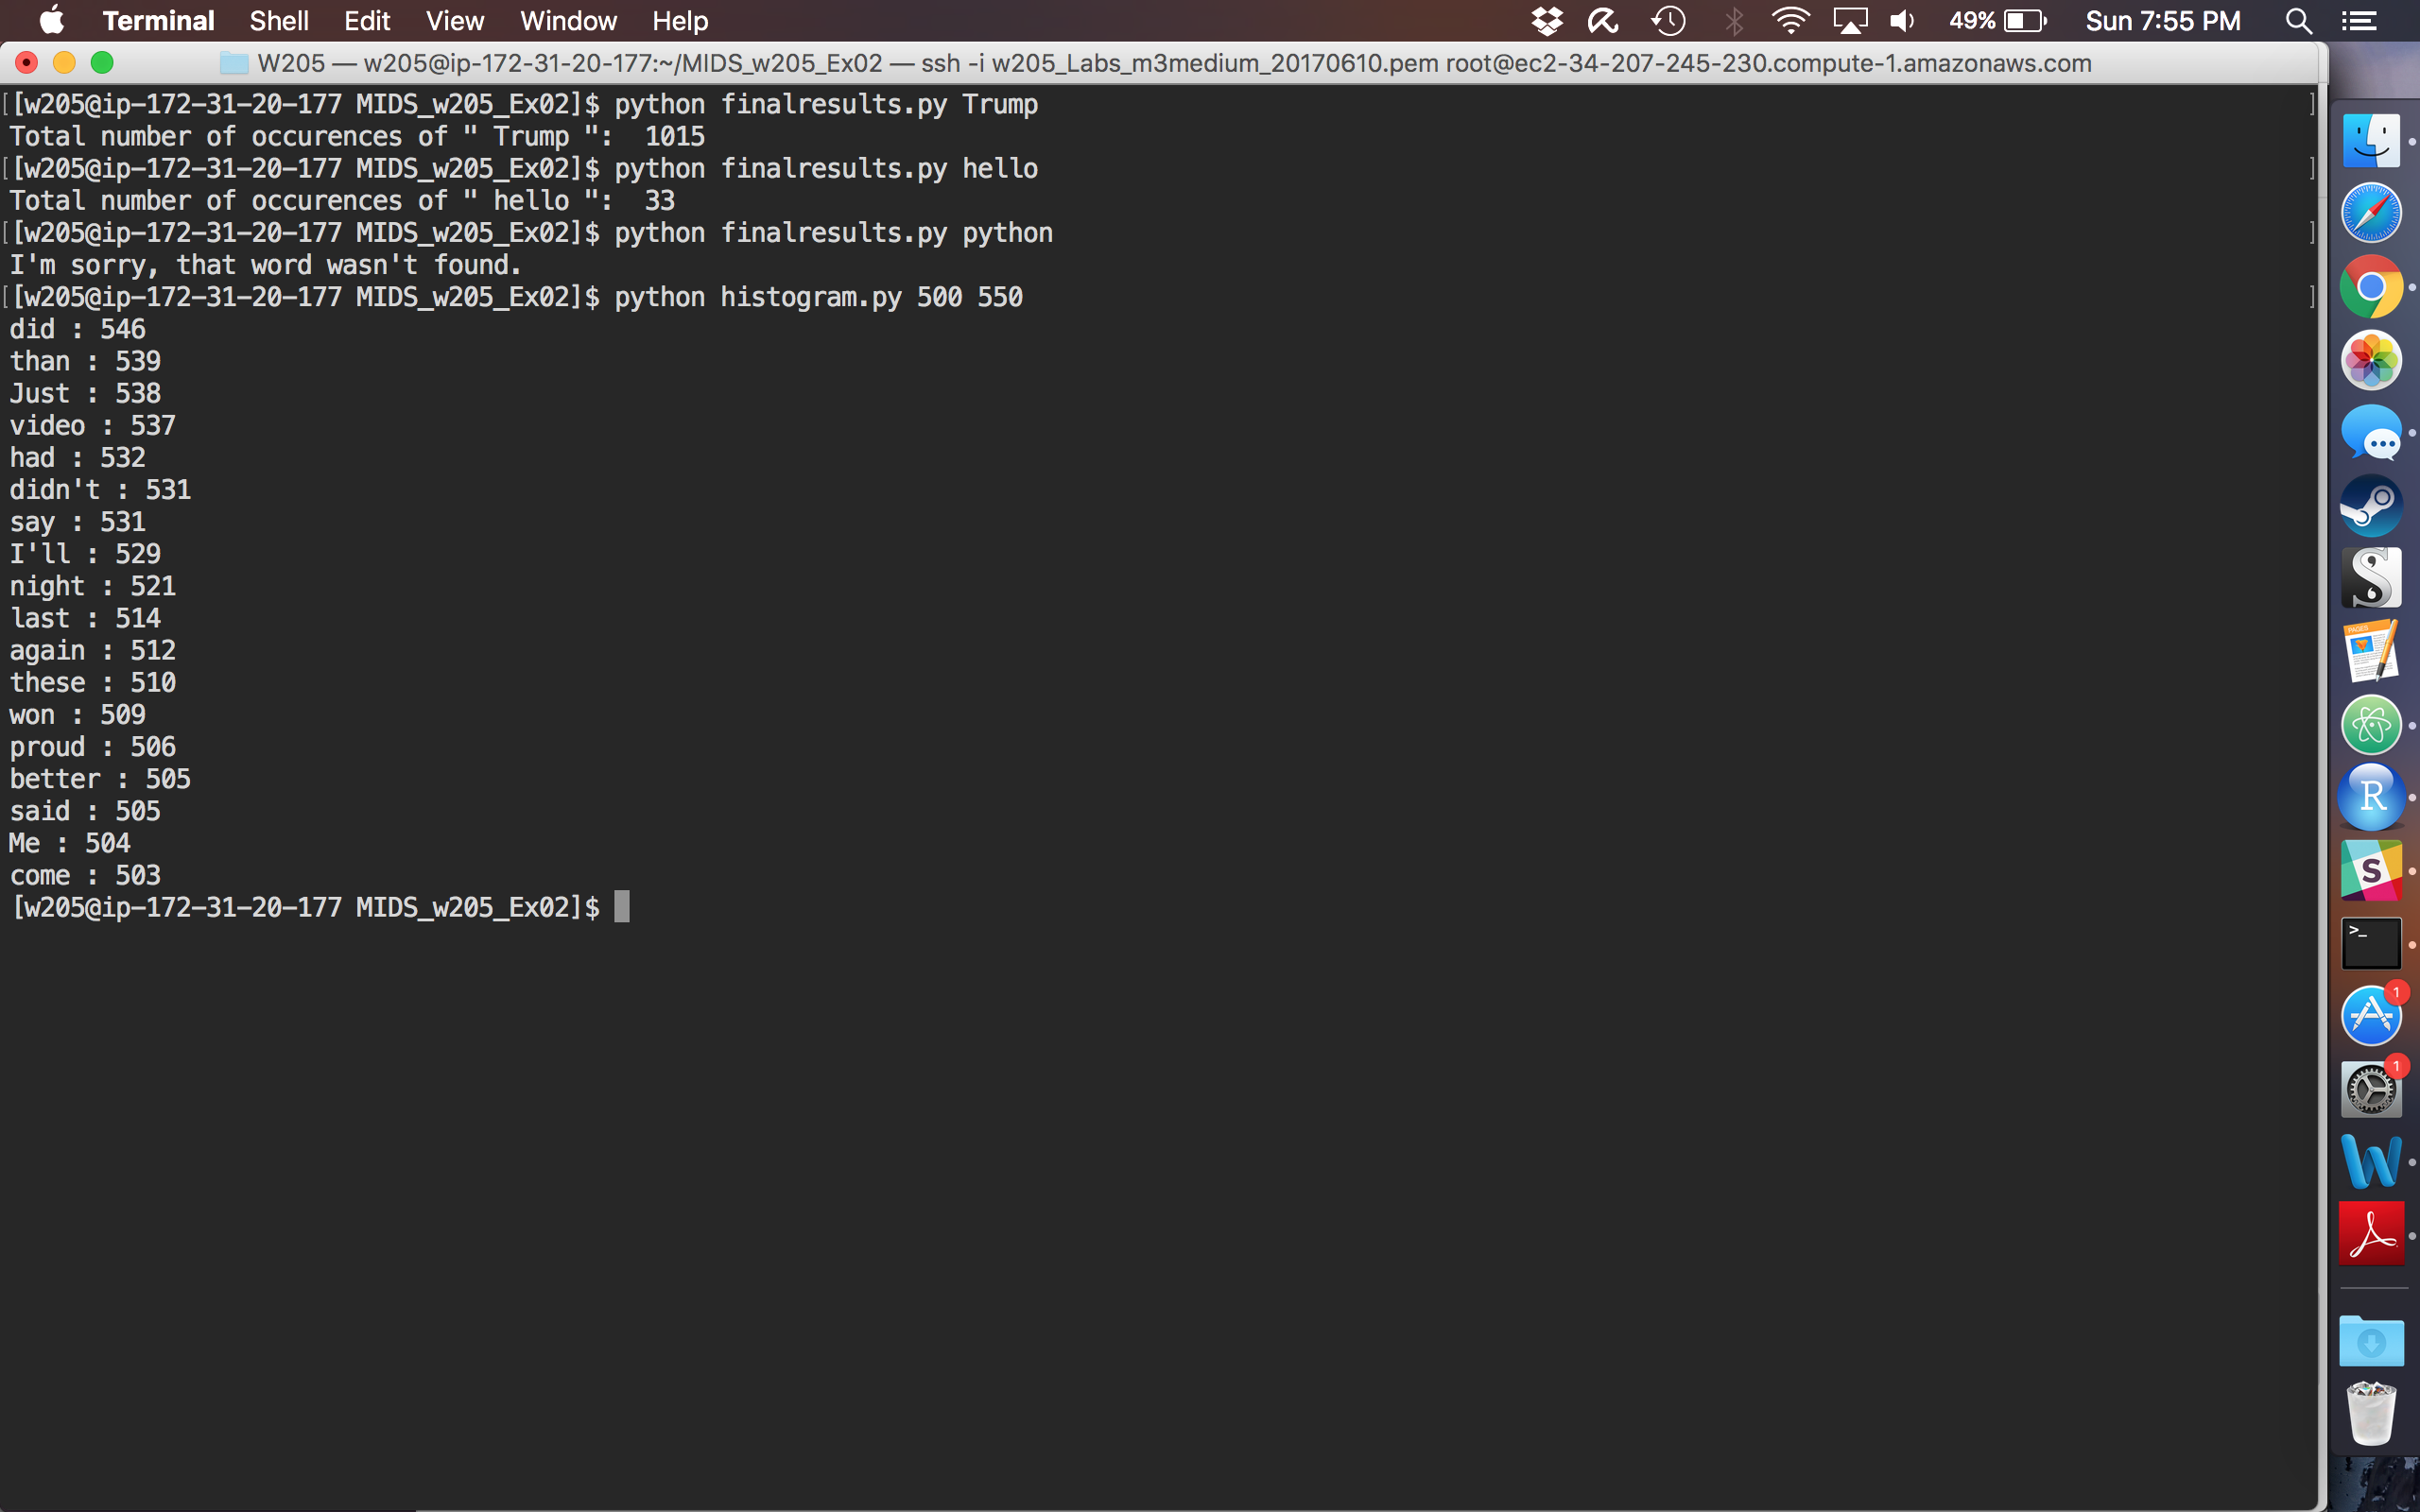 Terminal Shell Edit View Window Help 49% Sun 7:55 PM
W205 — w205@ip-172-31-20-177:~/MIDS_w205_Ex02 — ssh -i w205_Labs_m3medium_20170610.pem root@ec2-34-207-245-230.compute-1.amazonaws.com
[[w205@ip-172-31-20-177 MIDS_w205_Ex02]$ python finalresults.py Trump ]
Total number of occurences of " Trump ":  1015
[[w205@ip-172-31-20-177 MIDS_w205_Ex02]$ python finalresults.py hello ]
Total number of occurences of " hello ":  33
[[w205@ip-172-31-20-177 MIDS_w205_Ex02]$ python finalresults.py python ]
I'm sorry, that word wasn't found.
[[w205@ip-172-31-20-177 MIDS_w205_Ex02]$ python histogram.py 500 550 ]
did : 546
than : 539
Just : 538
video : 537
had : 532
didn't : 531
say : 531
I'll : 529
night : 521
last : 514
again : 512
these : 510
won : 509
proud : 506
better : 505
said : 505
Me : 504
come : 503
[w205@ip-172-31-20-177 MIDS_w205_Ex02]$
S
PAGES
R
S
>_
1
1
W